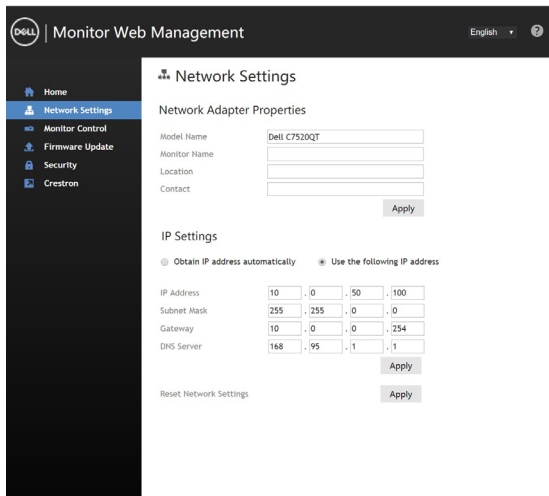 DELL | Monitor Web Management
English
?
Network Settings
Home
Network Settings
Monitor Control
Firmware Update
Security
Crestron
Network Adapter Properties
Model Name Dell C7520QT
Monitor Name
Location
Contact
Apply
IP Settings
Obtain IP address automatically Use the following IP address
IP Address 10 . 0 . 50 . 100
Subnet Mask 255 . 255 . 0 . 0
Gateway 10 . 0 . 0 . 254
DNS Server 168 . 95 . 1 . 1
Apply
Reset Network Settings Apply